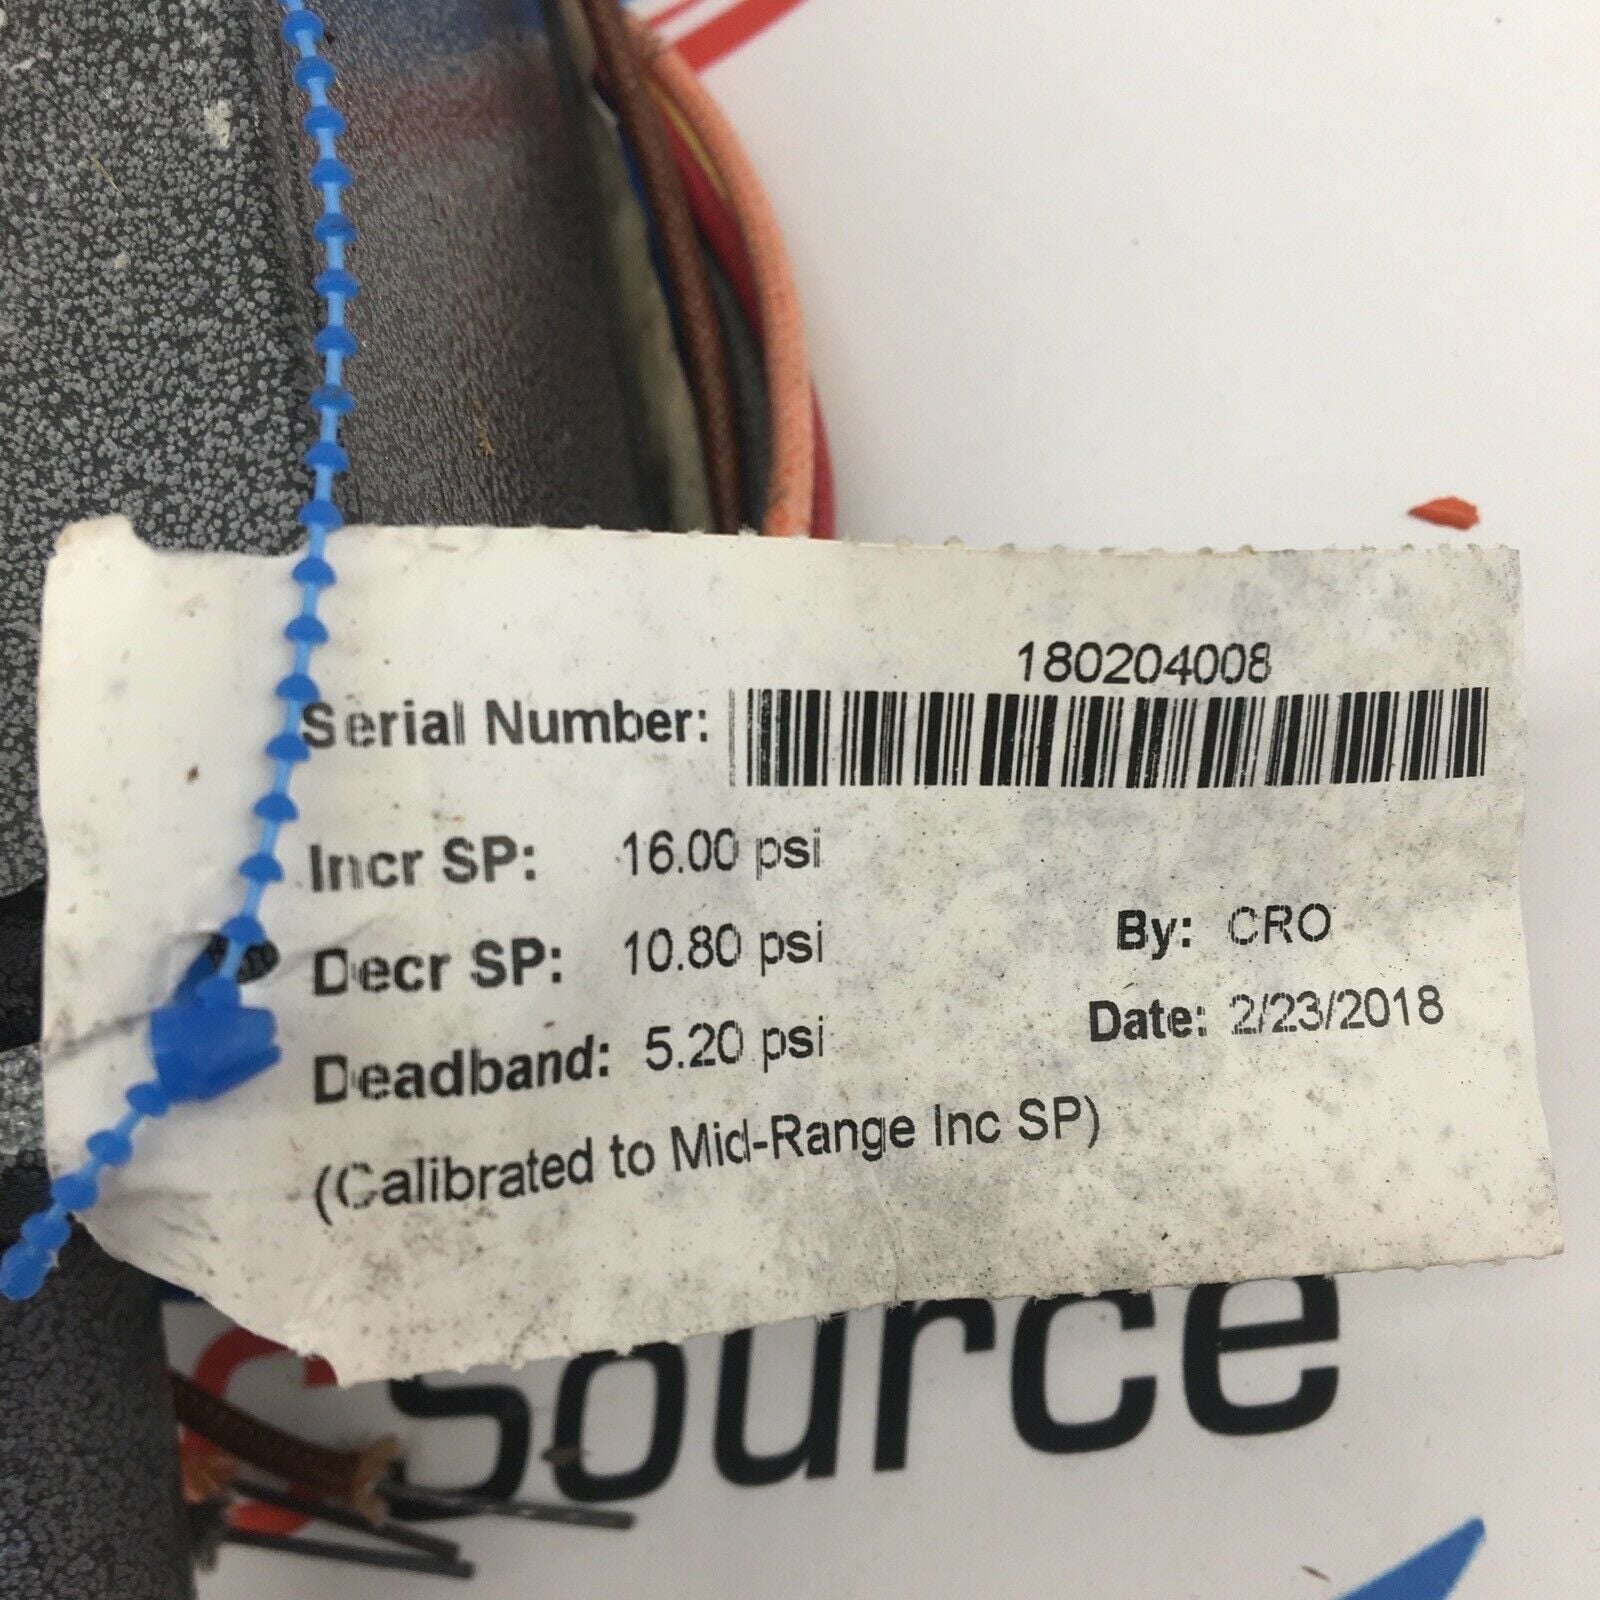 180204008
Serial Number:
Incr SP: 16.00 psi
Decr SP: 10.80 psi
By: CRO
Deadband: 5.20 psi
Date: 2/23/2018
(Calibrated to Mid-Range Inc SP)
Source